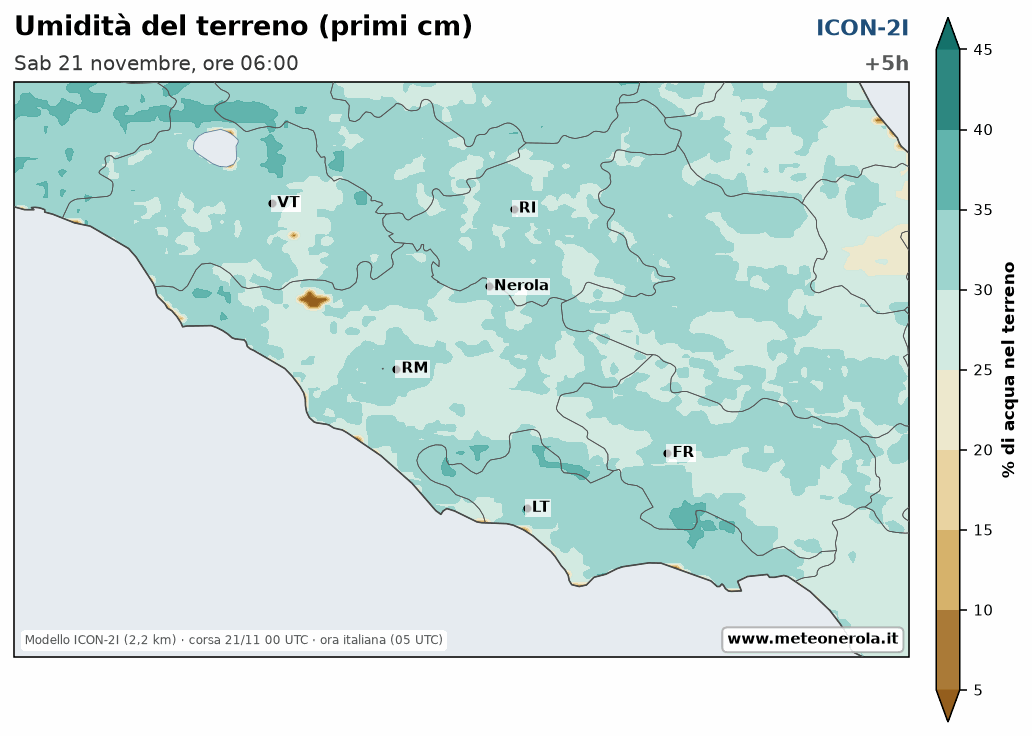 Umidità del terreno (primi cm)
ICON-2I
Sab 21 novembre, ore 06:00
+5h
VT
RI
Nerola
RM
FR
LT
45
40
35
30
25
20
15
10
5
% di acqua nel terreno
Modello ICON-2I (2,2 km) · corsa 21/11 00 UTC · ora italiana (05 UTC)
www.meteonerola.it